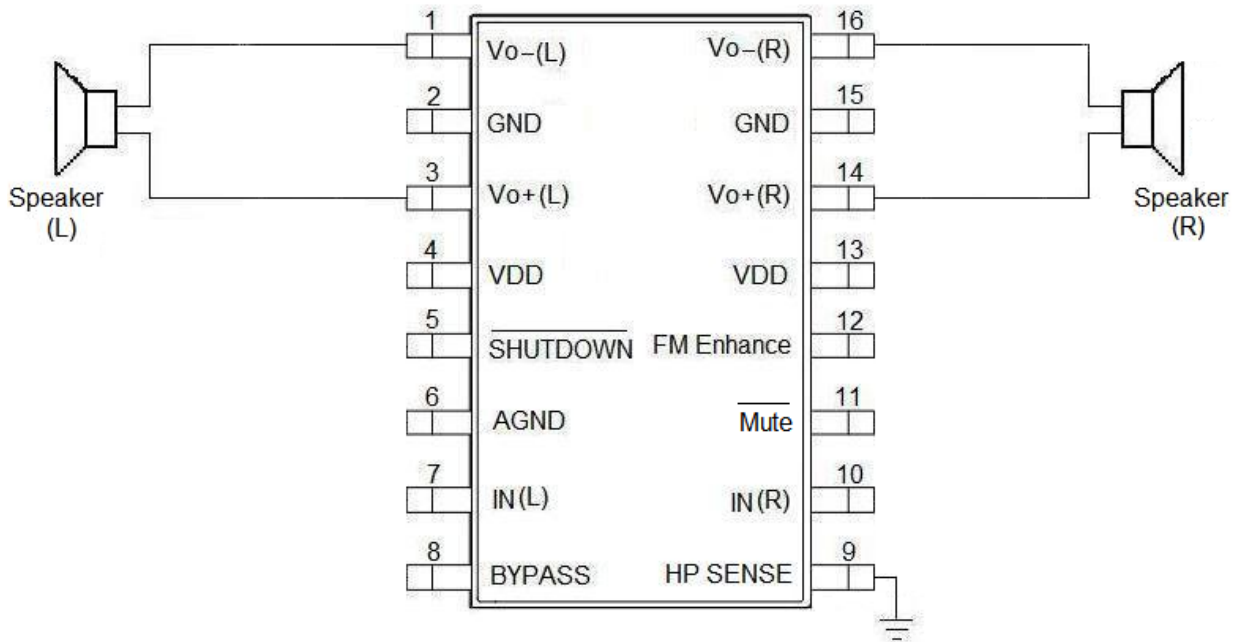 1
Vo−(L)
Vo−(R)
16
2
GND
GND
15
3
Vo+(L)
Vo+(R)
14
Speaker
(L)
Speaker
(R)
4
VDD
VDD
13
5
SHUTDOWN
FM Enhance
12
6
AGND
Mute
11
7
IN(L)
IN(R)
10
8
BYPASS
HP SENSE
9